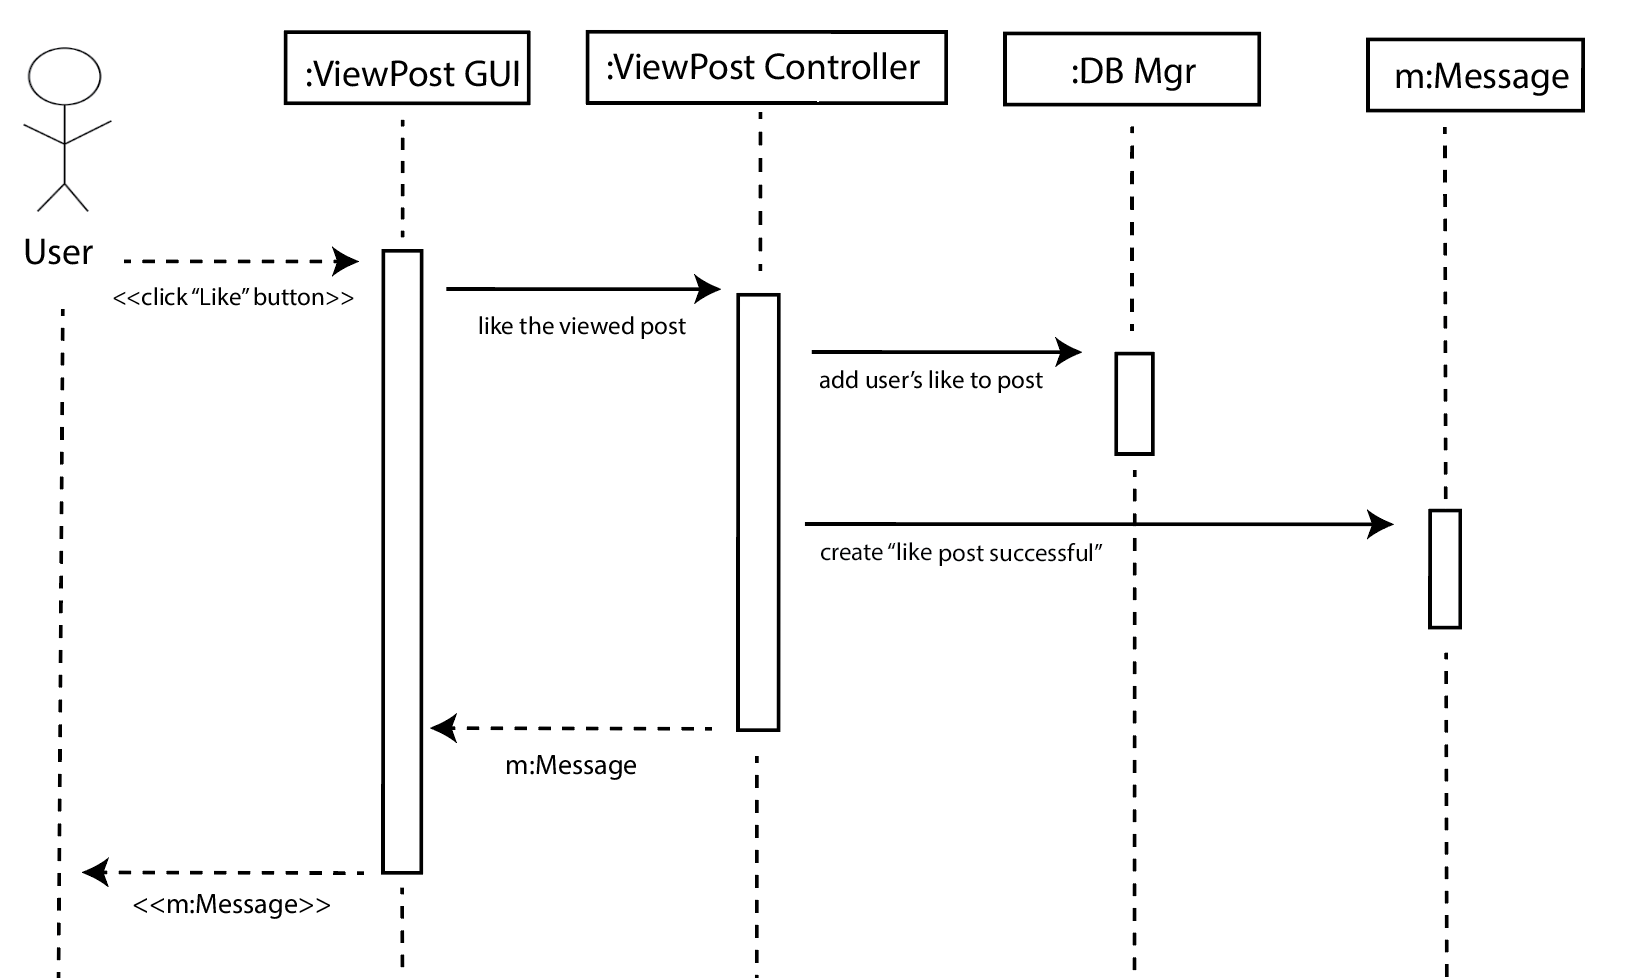 :ViewPost GUI
:ViewPost Controller
:DB Mgr
m:Message
User
<<click “Like” button>>
like the viewed post
add user’s like to post
create “like post successful”
m:Message
<<m:Message>>